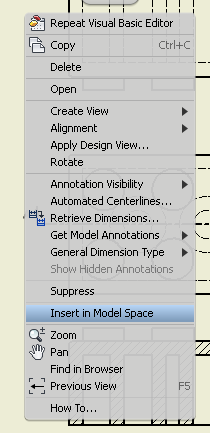 Repeat Visual Basic Editor
Copy Ctrl+C
Delete
Open
Create View
Alignment
Apply Design View...
Rotate
Annotation Visibility
Automated Centerlines...
Retrieve Dimensions...
Get Model Annotations
General Dimension Type
Show Hidden Annotations
Suppress
Insert in Model Space
Zoom
Pan
Find in Browser
Previous View F5
How To...